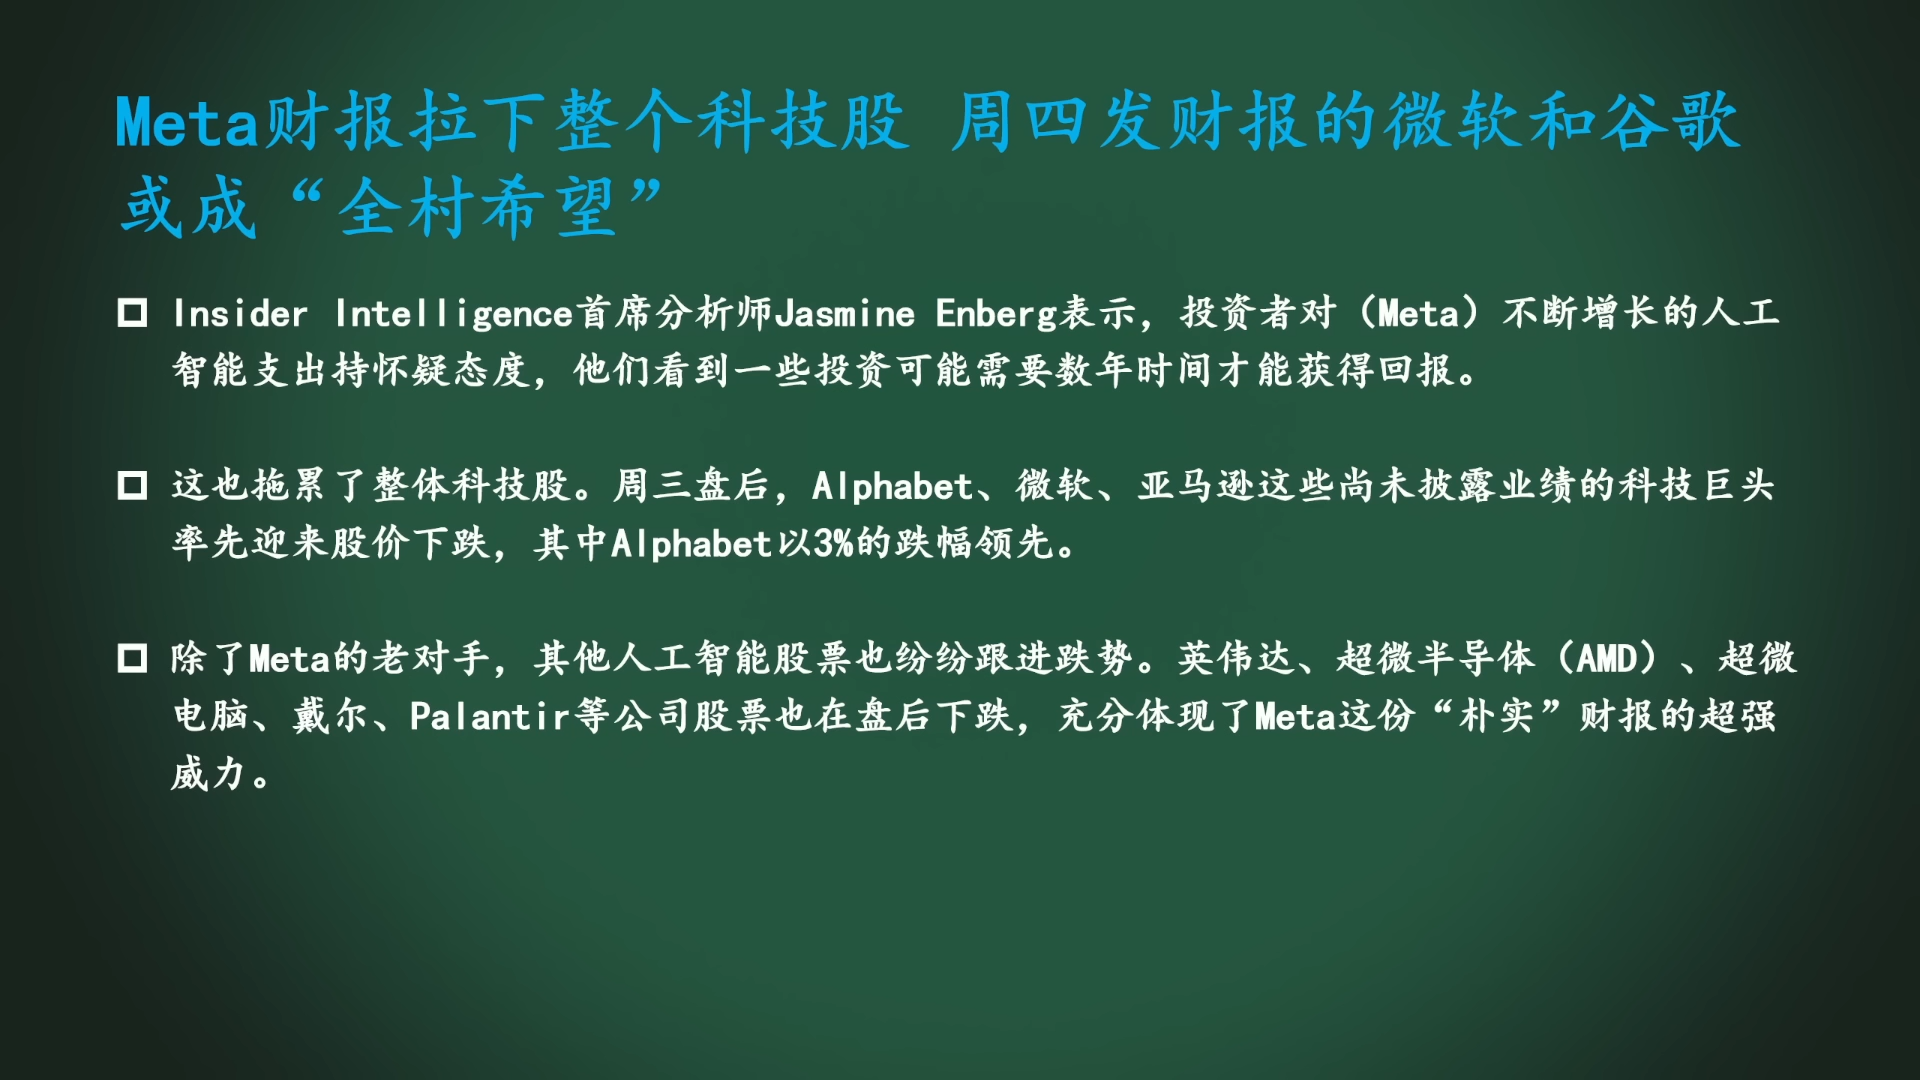 Meta财报拉下整个科技股 周四发财报的微软和谷歌
或成“全村希望”
Insider Intelligence首席分析师Jasmine Enberg表示，投资者对（Meta）不断增长的人工
智能支出持怀疑态度，他们看到一些投资可能需要数年时间才能获得回报。
这也拖累了整体科技股。周三盘后，Alphabet、微软、亚马逊这些尚未披露业绩的科技巨头
率先迎来股价下跌，其中Alphabet以3%的跌幅领先。
除了Meta的老对手，其他人工智能股票也纷纷跟进跌势。英伟达、超微半导体（AMD）、超微
电脑、戴尔、Palantir等公司股票也在盘后下跌，充分体现了Meta这份“朴实”财报的超强
威力。